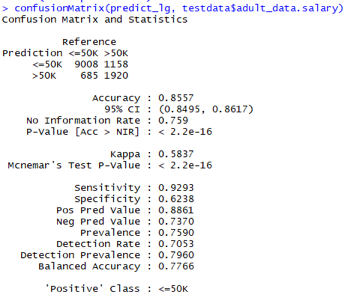 > confusionMatrix(predict_lg, testdata$adult_data.salary)
Confusion Matrix and Statistics
Reference
Prediction <=50K >50K
<=50K 9008 1158
>50K 685 1920
Accuracy : 0.8557
95% CI : (0.8495, 0.8617)
No Information Rate : 0.759
P-Value [Acc > NIR] : < 2.2e-16
Kappa : 0.5837
Mcnemar's Test P-Value : < 2.2e-16
Sensitivity : 0.9293
Specificity : 0.6238
Pos Pred Value : 0.8861
Neg Pred Value : 0.7370
Prevalence : 0.7590
Detection Rate : 0.7053
Detection Prevalence : 0.7960
Balanced Accuracy : 0.7766
'Positive' Class : <=50K